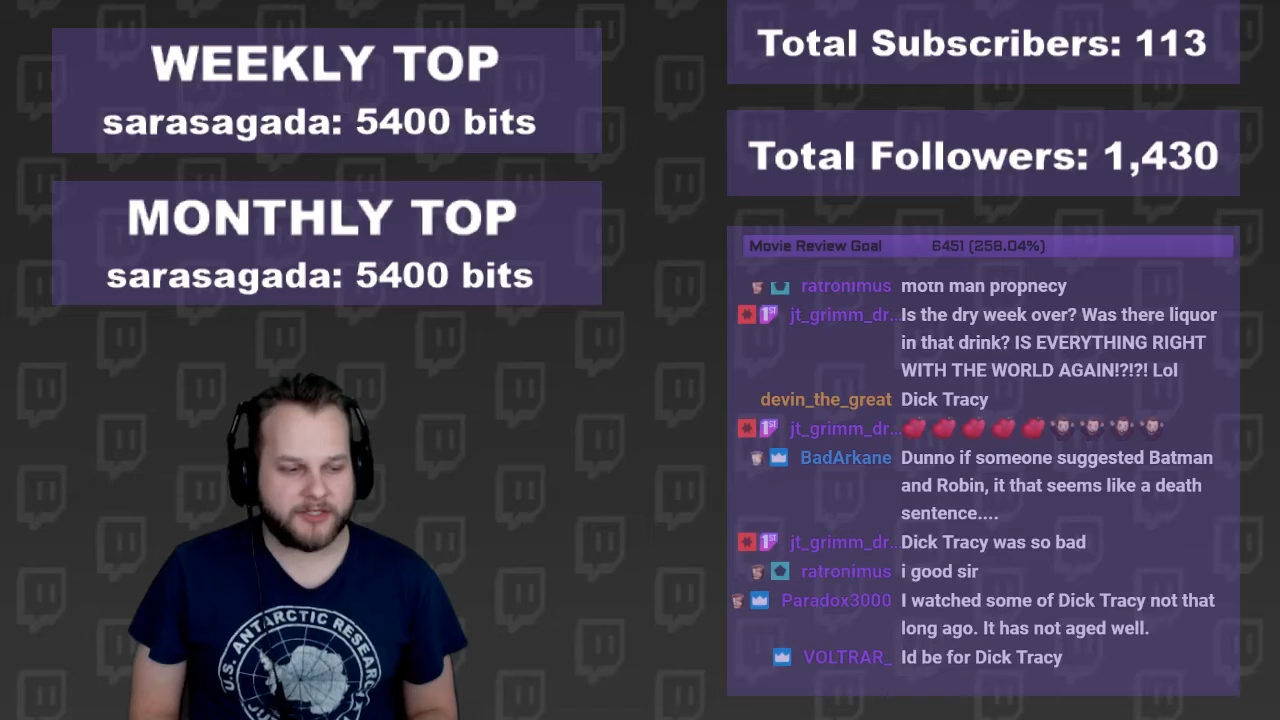 WEEKLY TOP
sarasagada: 5400 bits
MONTHLY TOP
sarasagada: 5400 bits
U.S. ANTARCTIC RESEARCH
Total Subscribers: 113
Total Followers: 1,430
Movie Review Goal 6451 (258.04%)
ratronimus moth man prophecy
jt_grimm_dr... Is the dry week over? Was there liquor
in that drink? IS EVERYTHING RIGHT
WITH THE WORLD AGAIN!?!?! Lol
devin_the_great Dick Tracy
jt_grimm_dr...
BadArkane Dunno if someone suggested Batman
and Robin, it that seems like a death
sentence....
jt_grimm_dr... Dick Tracy was so bad
ratronimus i good sir
Paradox3000 I watched some of Dick Tracy not that
long ago. It has not aged well.
VOLTRAR_ Id be for Dick Tracy